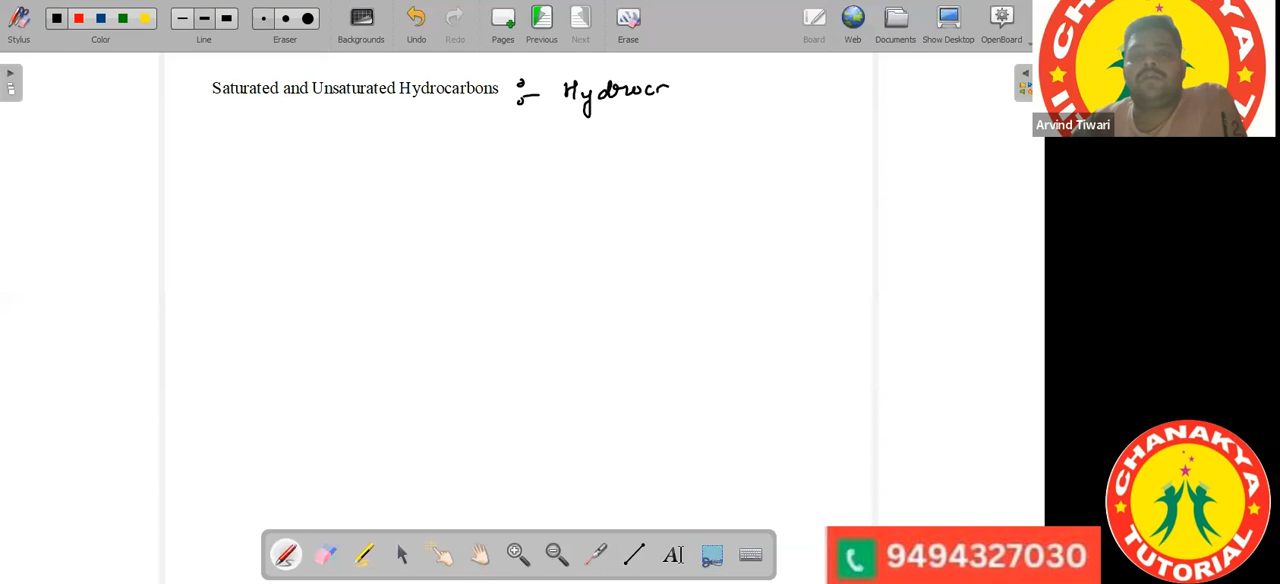 Stylus Color Line Eraser Backgrounds Undo Redo Pages Previous Next Erase Board Web Documents Show Desktop OpenBoard
Saturated and Unsaturated Hydrocarbons :- Hydrocr
Arvind Tiwari
CHANAKYA
TUTORIAL
9494327030